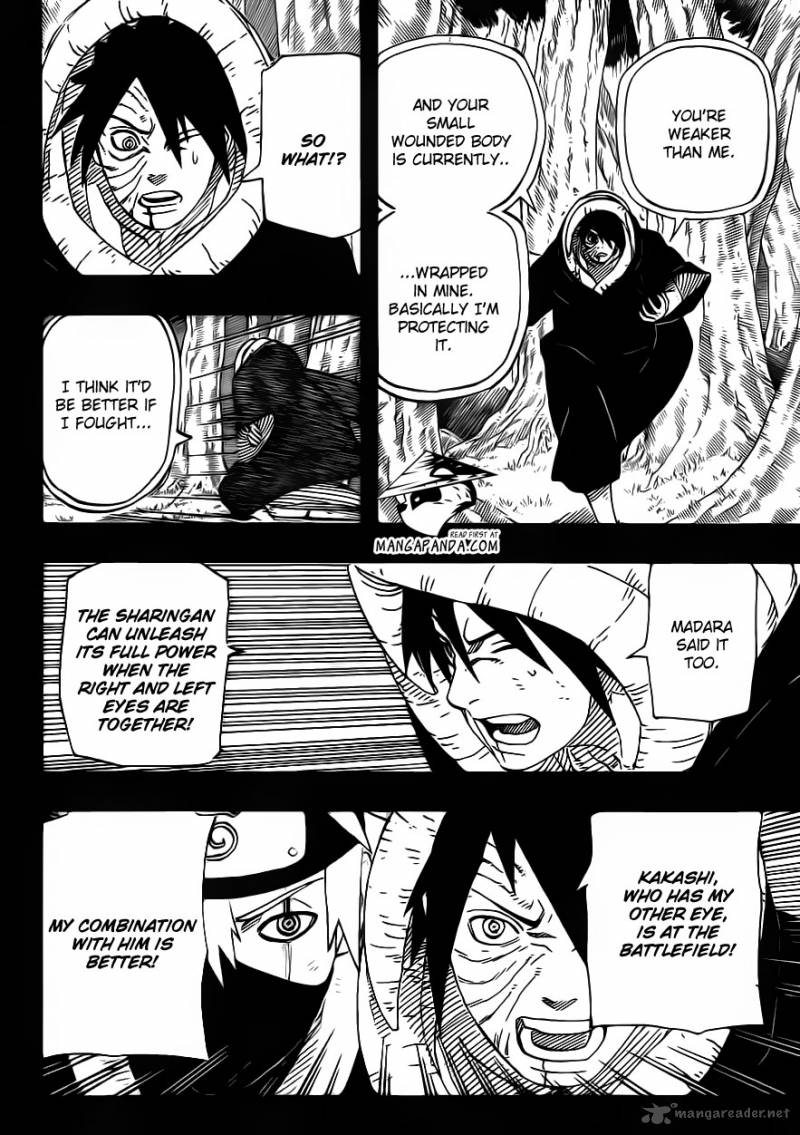 YOU'RE
WEAKER
THAN ME.
AND YOUR
SMALL
WOUNDED BODY
IS CURRENTLY..
...WRAPPED
IN MINE.
BASICALLY I'M
PROTECTING
IT.
SO
WHAT!?
I THINK IT'D
BE BETTER IF
I FOUGHT...
READ FIRST AT
MANGAPANDA.COM
MADARA
SAID IT
TOO.
THE SHARINGAN
CAN UNLEASH
ITS FULL POWER
WHEN THE
RIGHT AND LEFT
EYES ARE
TOGETHER!
KAKASHI,
WHO HAS MY
OTHER EYE,
IS AT THE
BATTLEFIELD!
MY COMBINATION
WITH HIM IS
BETTER!
mangareader.net